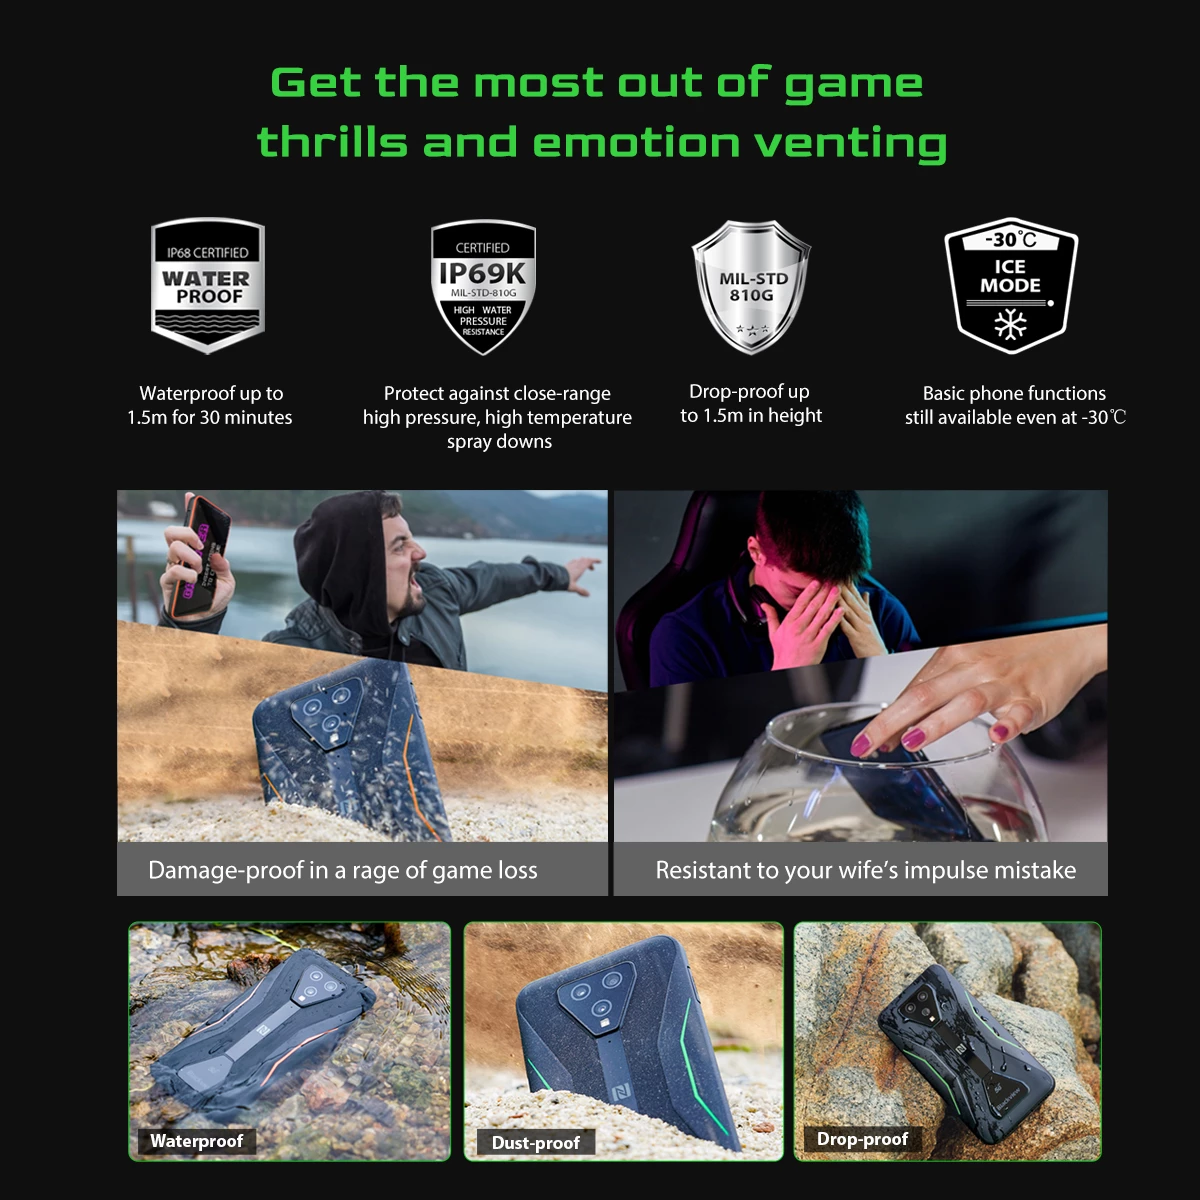 Get the most out of game
thrills and emotion venting
IP68 CERTIFIED
WATER
PROOF
CERTIFIED
IP69K
MIL-STD-810G
HIGH WATER
PRESSURE
RESISTANCE
MIL-STD
810G
-30℃
ICE
MODE
Waterproof up to
1.5m for 30 minutes
Protect against close-range
high pressure, high temperature
spray downs
Drop-proof up
to 1.5m in height
Basic phone functions
still available even at -30℃
Damage-proof in a rage of game loss
Resistant to your wife’s impulse mistake
Waterproof
Dust-proof
Drop-proof